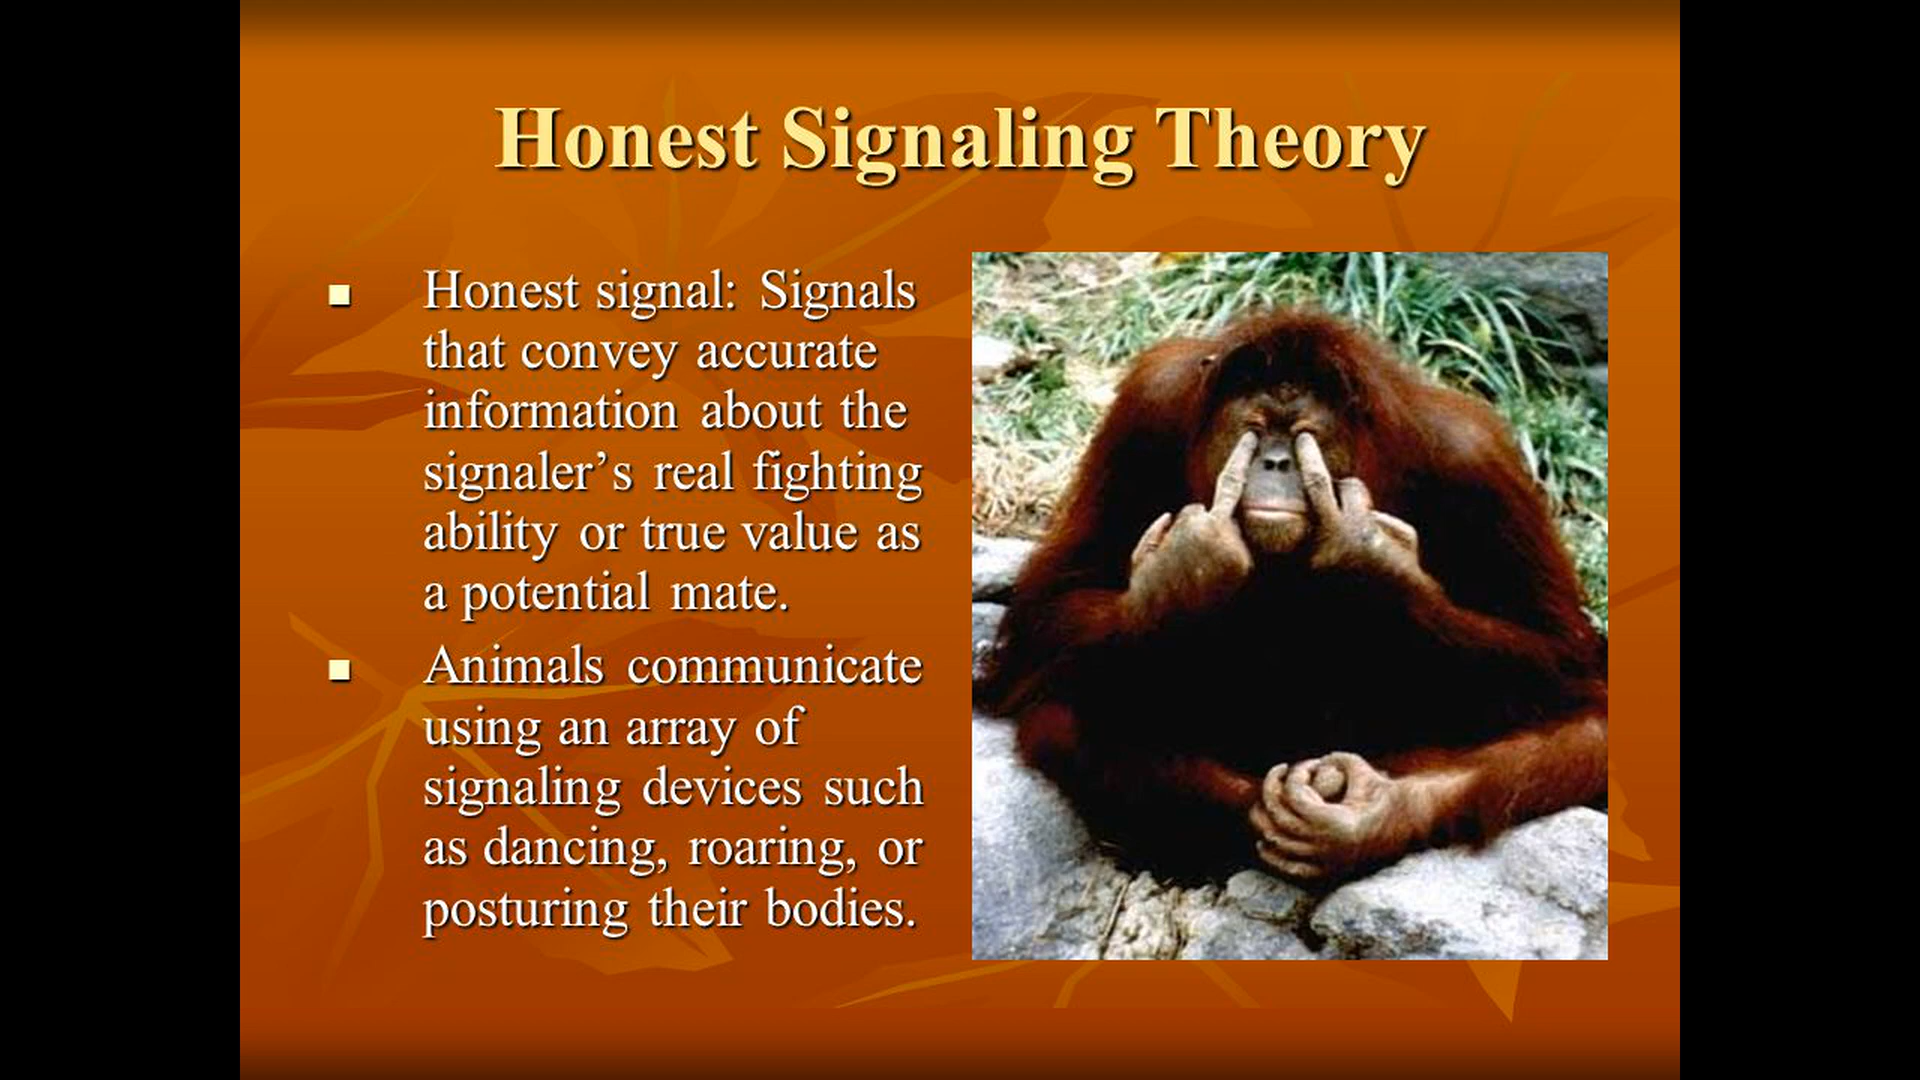 Honest Signaling Theory
Honest signal: Signals
that convey accurate
information about the
signaler’s real fighting
ability or true value as
a potential mate.
Animals communicate
using an array of
signaling devices such
as dancing, roaring, or
posturing their bodies.